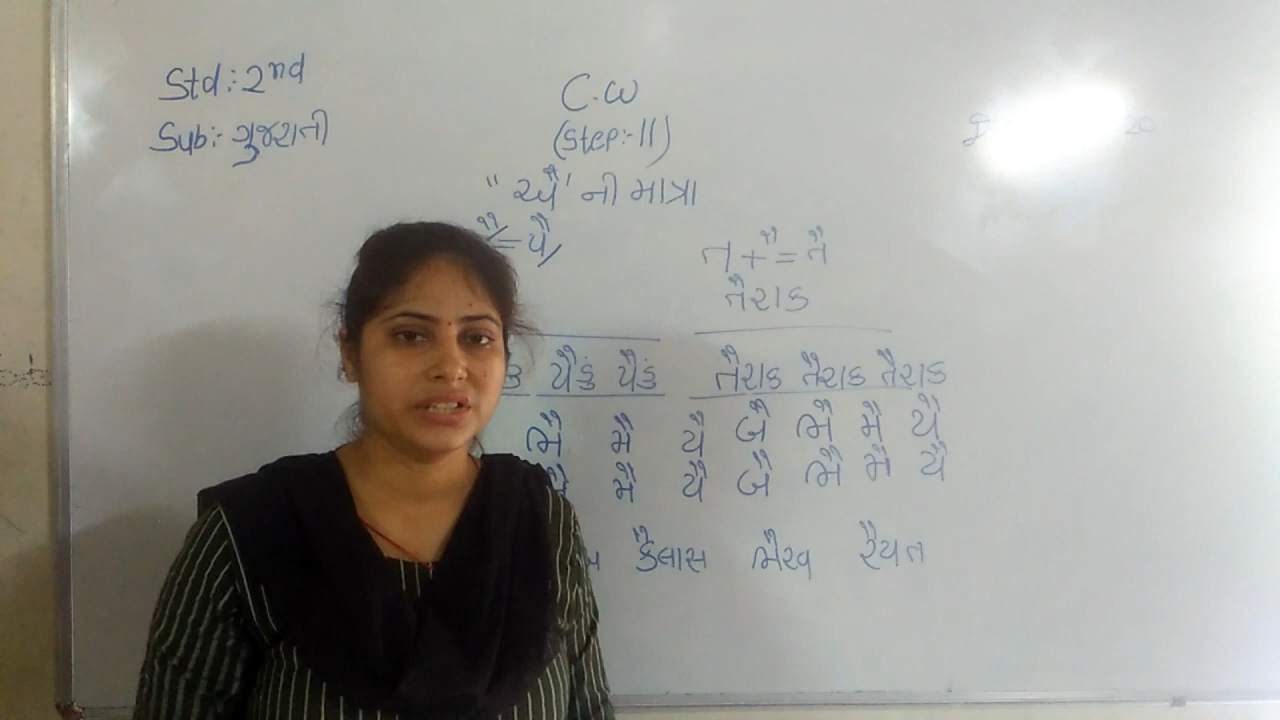 Std:- 2nd
Sub:- ગુજરાતી
C.W
(Step:-11)
"ઐ" ની માત્રા
ૈ = પૈ
ત + ૈ = તૈ
તૈરાક
પૈડું પૈડું તૈરાક તૈરાક તૈરાક
ભૈ મૈ યૈ બૈ ભૈ મૈ યૈ
મૈ યૈ બૈ ભૈ મૈ યૈ
કૈલાસ ભૈરવ રૈયત